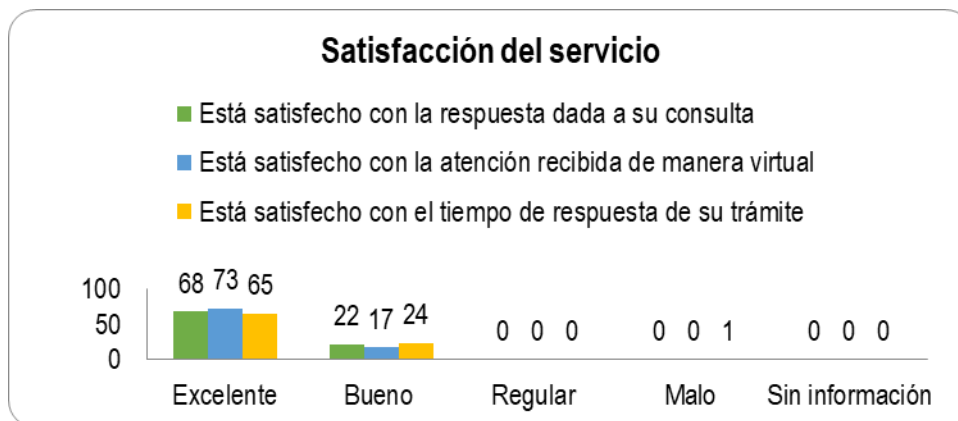 Satisfacción del servicio
Está satisfecho con la respuesta dada a su consulta
Está satisfecho con la atención recibida de manera virtual
Está satisfecho con el tiempo de respuesta de su trámite
100
50
0
68 73 65
22 17 24
0 0 0
0 0 1
0 0 0
Excelente Bueno Regular Malo Sin información